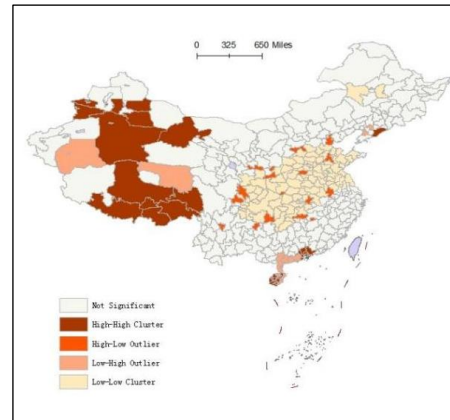 0 325 650 Miles
Not Significant
High-High Cluster
High-Low Outlier
Low-High Outlier
Low-Low Cluster